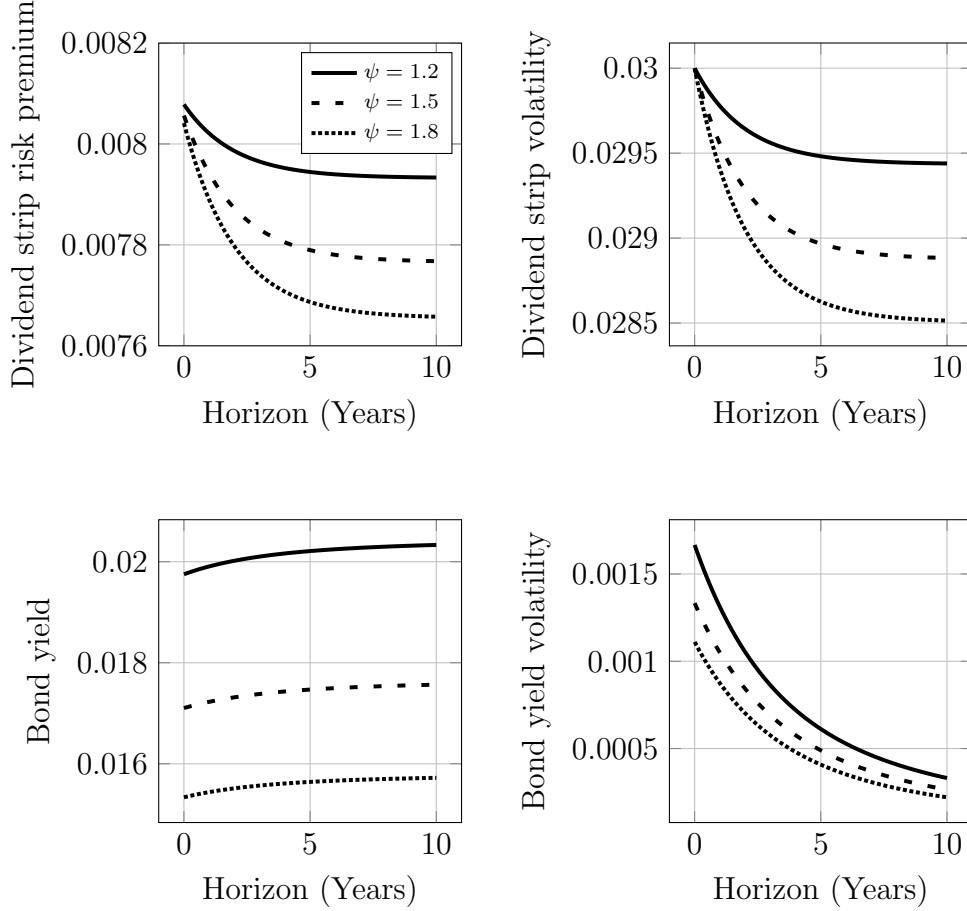 0.0082
0.008
0.0078
0.0076
0
5
10
Horizon (Years)
Dividend strip risk premium
ψ = 1.2
ψ = 1.5
ψ = 1.8
0.03
0.0295
0.029
0.0285
0
5
10
Horizon (Years)
Dividend strip volatility
0.02
0.018
0.016
0
5
10
Horizon (Years)
Bond yield
0.0015
0.001
0.0005
0
5
10
Horizon (Years)
Bond yield volatility